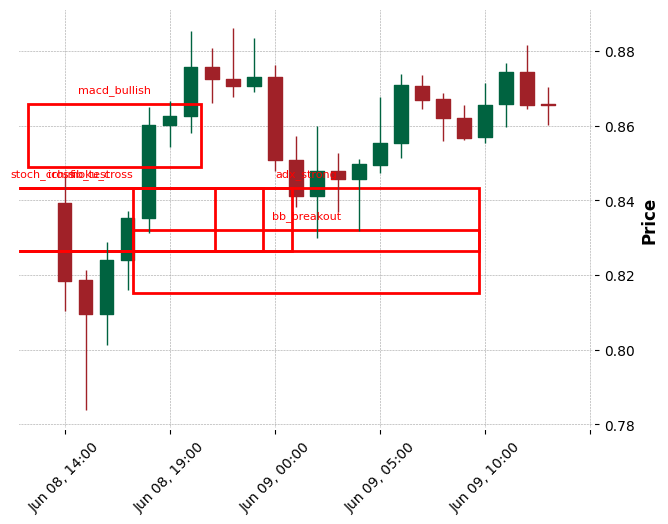 macd_bullish
bb_breakout
0.88
0.86
0.84
0.82
0.80
0.78
Price
Jun 08, 14:00
Jun 08, 19:00
Jun 09, 00:00
Jun 09, 05:00
Jun 09, 10:00